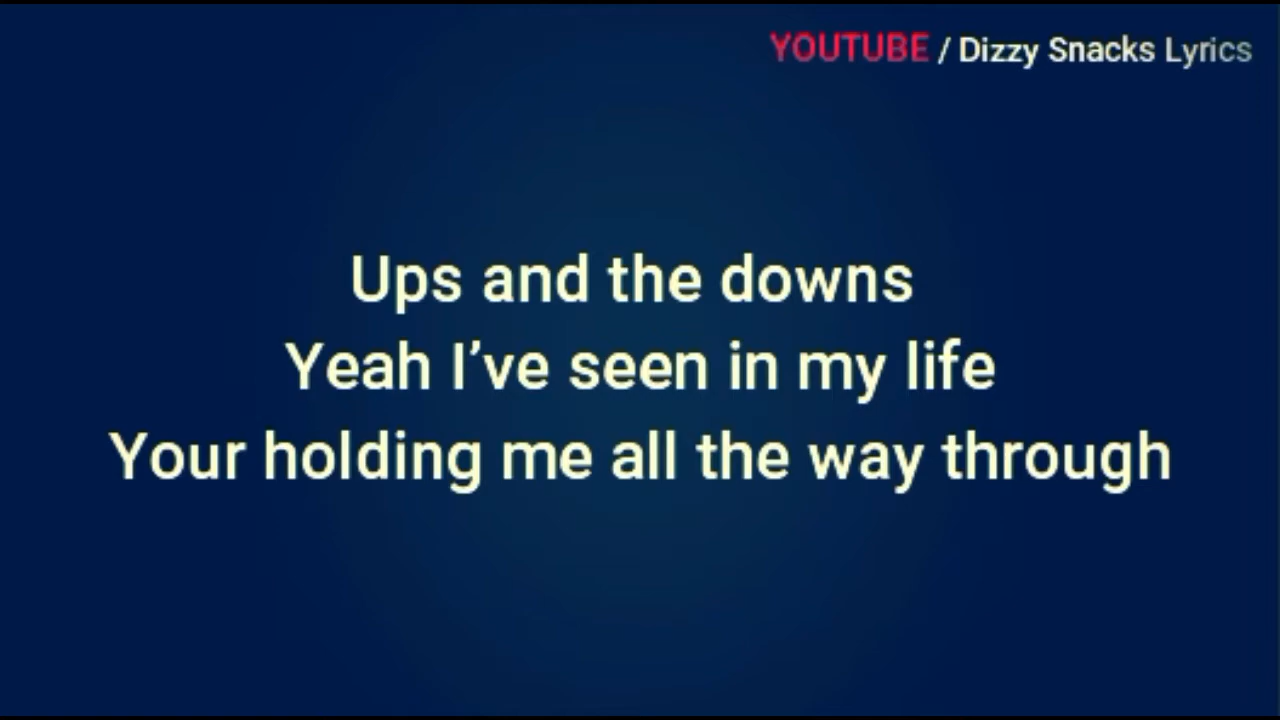 YOUTUBE / Dizzy Snacks Lyrics
Ups and the downs
Yeah I’ve seen in my life
Your holding me all the way through